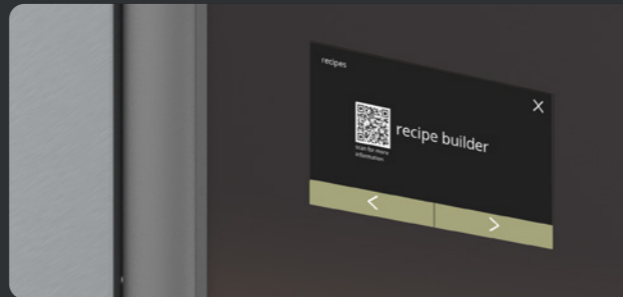 recipes
X
recipe builder
scan for more
information
< >